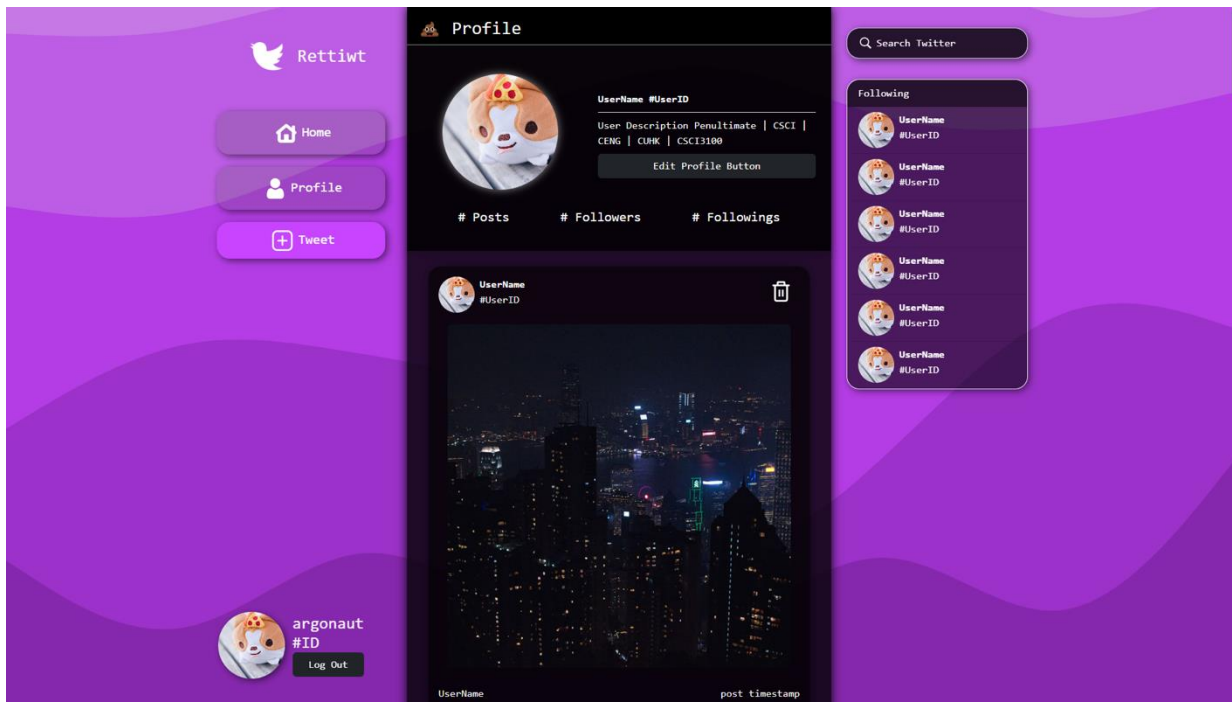 Rettiwt
Home
Profile
Tweet
argonaut
#ID
Log Out
Profile
UserName #UserID
User Description Penultimate | CSCI |
CENG | CUHK | CSCI3100
Edit Profile Button
# Posts
# Followers
# Followings
UserName
#UserID
UserName
post timestamp
Search Twitter
Following
UserName
#UserID
UserName
#UserID
UserName
#UserID
UserName
#UserID
UserName
#UserID
UserName
#UserID